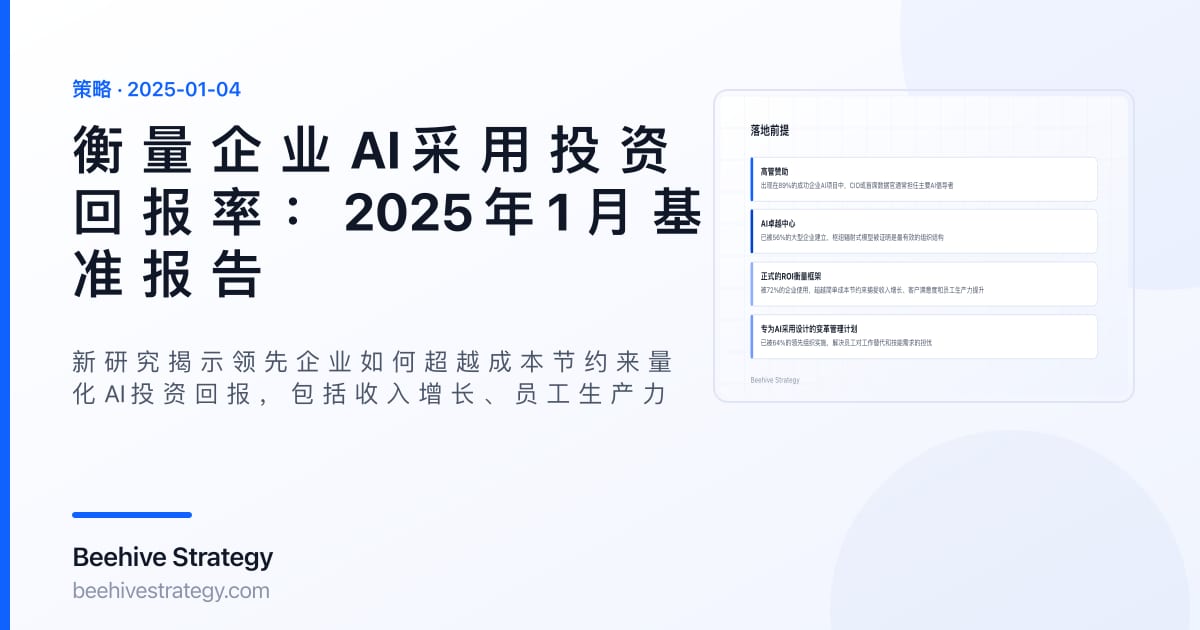 策略 · 2025-01-04
衡量企业AI采用投资
回报率：2025年1月基
准报告
新研究揭示领先企业如何超越成本节约来量
化AI投资回报，包括收入增长、员工生产力
Beehive Strategy
beehivestrategy.com
落地前提
高管赞助
出现在89%的成功企业AI项目中，CIO或首席数据官通常担任主要AI倡导者
AI卓越中心
已被56%的大型企业建立，枢纽辐射式模型被证明是最有效的组织结构
正式的ROI衡量框架
被72%的企业使用，超越简单成本节约来捕捉收入增长、客户满意度和员工生产力提升
专为AI采用设计的变革管理计划
已被64%的领先组织实施，解决员工对工作替代和技能需求的担忧
Beehive Strategy